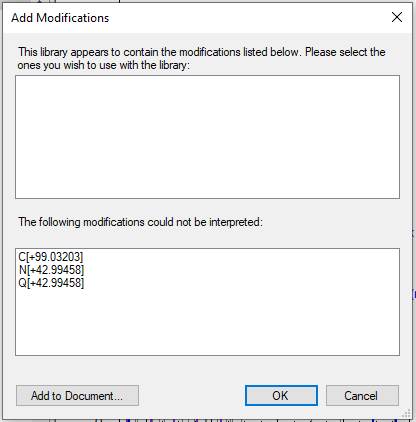 Add Modifications
This library appears to contain the modifications listed below. Please select the
ones you wish to use with the library:
The following modifications could not be interpreted:
C[+99.03203]
N[+42.99458]
Q[+42.99458]
Add to Document...
OK
Cancel